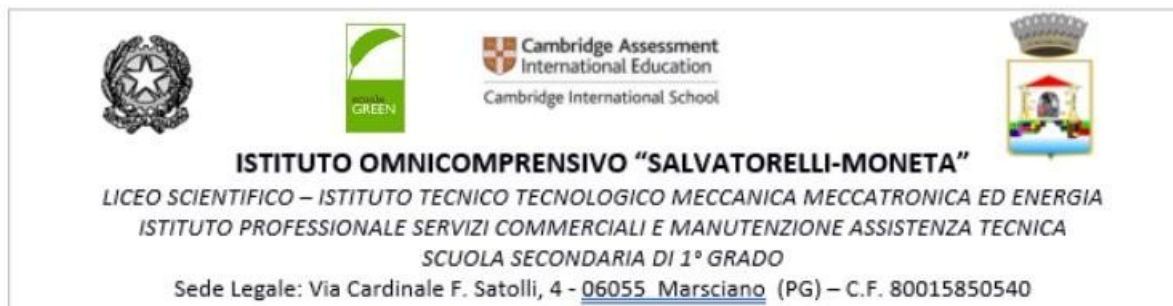 scuole
GREEN
Cambridge Assessment
International Education
Cambridge International School
ISTITUTO OMNICOMPRENSIVO “SALVATORELLI-MONETA”
LICEO SCIENTIFICO – ISTITUTO TECNICO TECNOLOGICO MECCANICA MECCATRONICA ED ENERGIA
ISTITUTO PROFESSIONALE SERVIZI COMMERCIALI E MANUTENZIONE ASSISTENZA TECNICA
SCUOLA SECONDARIA DI 1° GRADO
Sede Legale: Via Cardinale F. Satolli, 4 - 06055 Marsciano (PG) – C.F. 80015850540